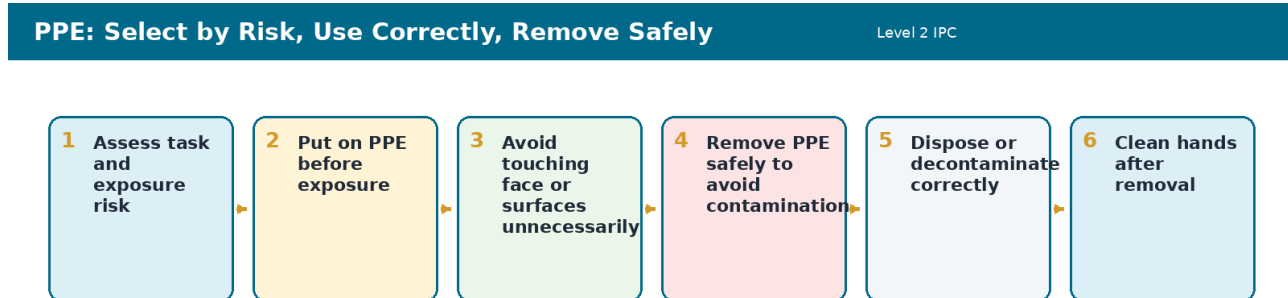 PPE: Select by Risk, Use Correctly, Remove Safely
Level 2 IPC
1
Assess task
and
exposure
risk
2
Put on PPE
before
exposure
3
Avoid
touching
face or
surfaces
unnecessarily
4
Remove PPE
safely to
avoid
contamination
5
Dispose or
decontaminate
correctly
6
Clean hands
after
removal